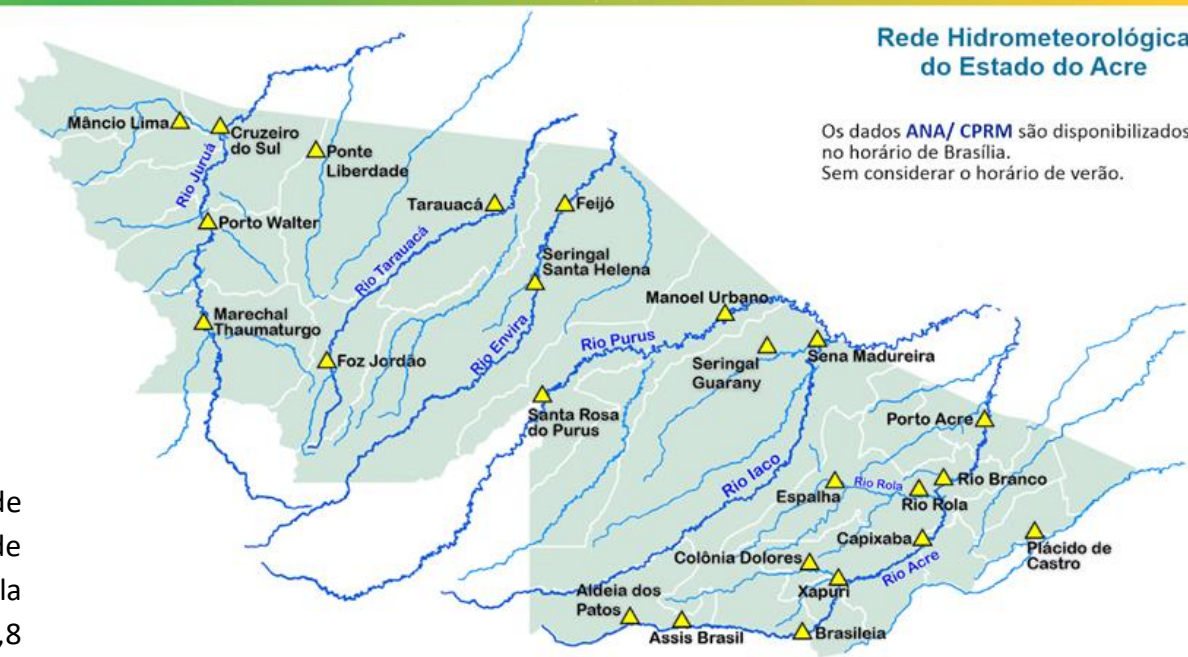 Rede Hidrometeorológica
do Estado do Acre
Os dados ANA/ CPRM são disponibilizados
no horário de Brasília.
Sem considerar o horário de verão.
Mâncio Lima
Cruzeiro
do Sul
Ponte
Liberdade
Rio Juruá
Porto Walter
Tarauacá
Feijó
Rio Tarauacá
Seringal
Santa Helena
Marechal
Thaumaturgo
Foz Jordão
Rio Envira
Manoel Urbano
Rio Purus
Seringal
Guarany
Sena Madureira
Santa Rosa
do Purus
Porto Acre
Rio Iaco
Espalha
Rio Rola
Rio Rola
Rio Branco
Capixaba
Plácido de
Castro
Colônia Dolores
Rio Acre
Xapuri
Aldeia dos
Patos
Assis Brasil
Brasileia
de
de
la
,8